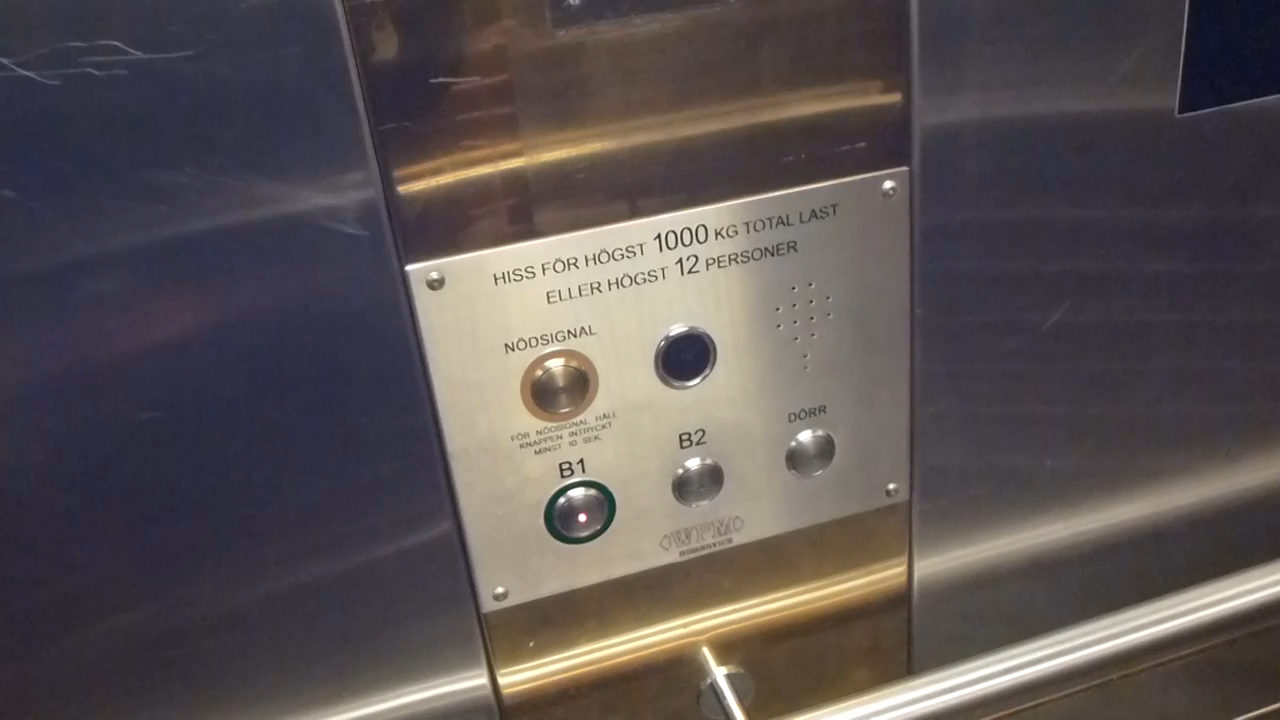 HISS FÖR HÖGST 1000 KG TOTAL LAST
ELLER HÖGST 12 PERSONER
NÖDSIGNAL
FÖR NÖDSIGNAL HÅLL
KNAPPEN INTRYCKT
MINST 10 SEK.
DÖRR
B1
B2
WPM
HISSERVICE